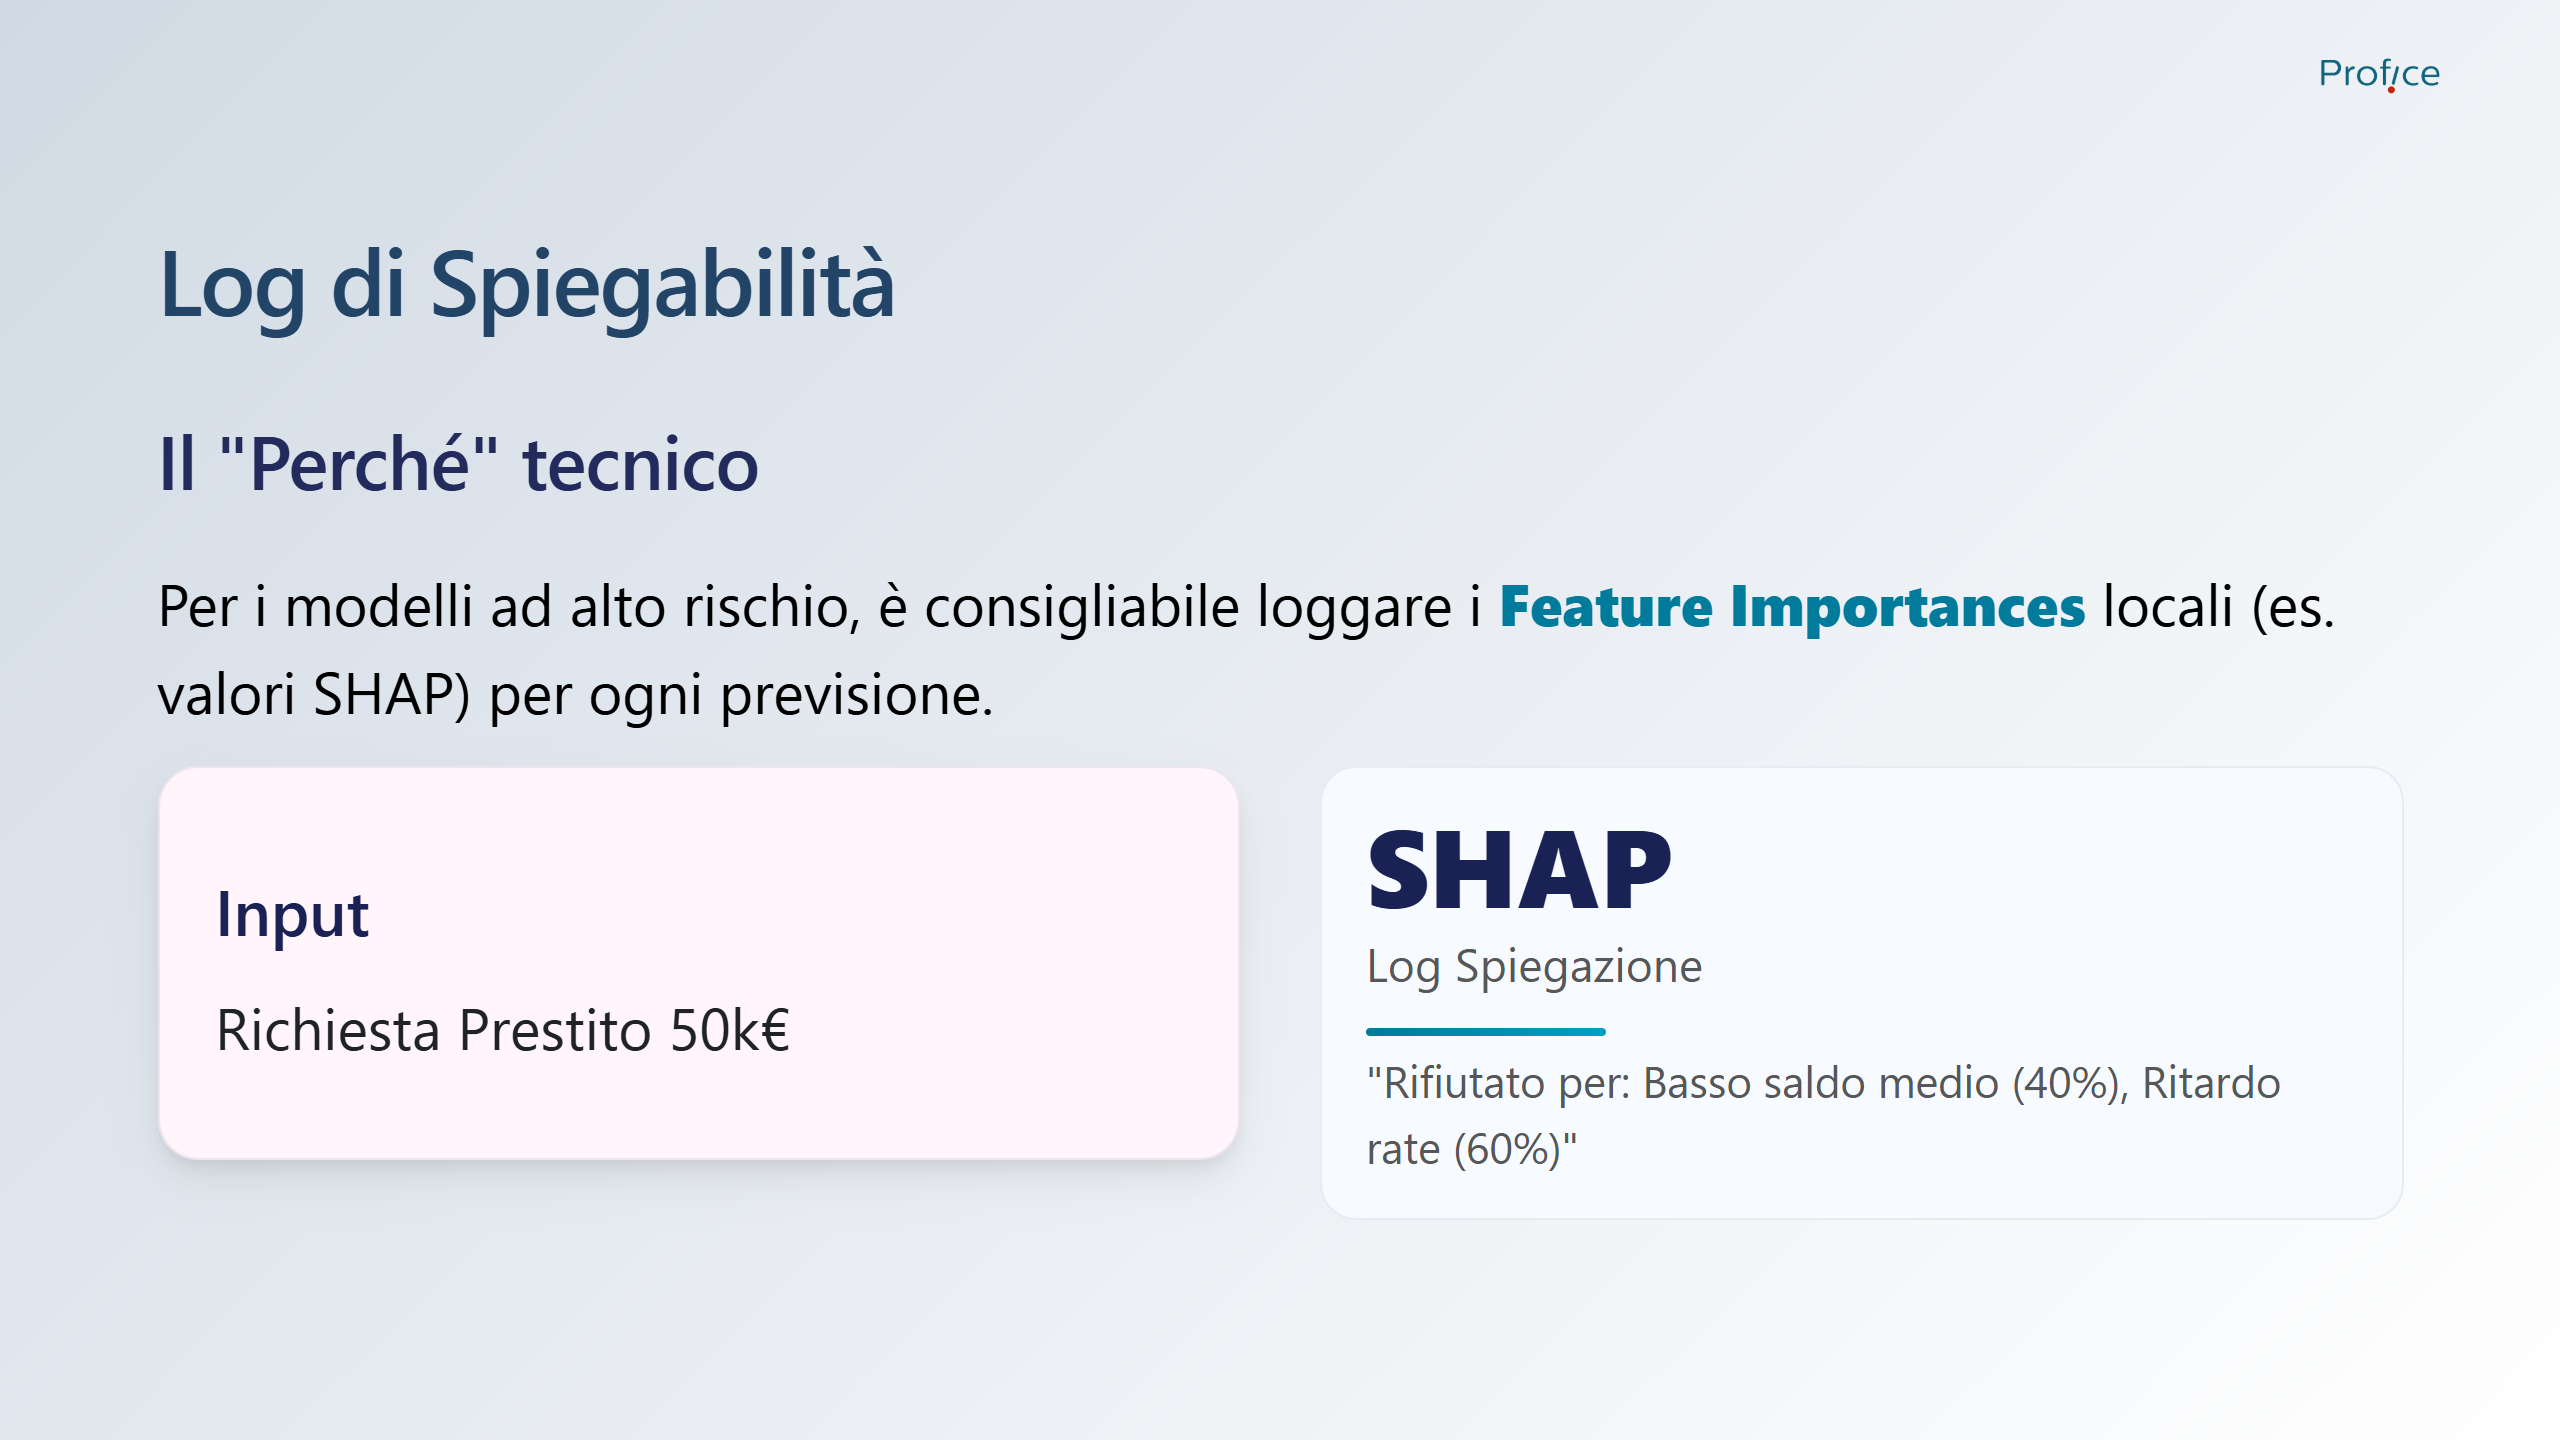 Profice
Log di Spiegabilità
Il "Perché" tecnico
Per i modelli ad alto rischio, è consigliabile loggare i Feature Importances locali (es.
valori SHAP) per ogni previsione.
Input
Richiesta Prestito 50k€
SHAP
Log Spiegazione
"Rifiutato per: Basso saldo medio (40%), Ritardo
rate (60%)"